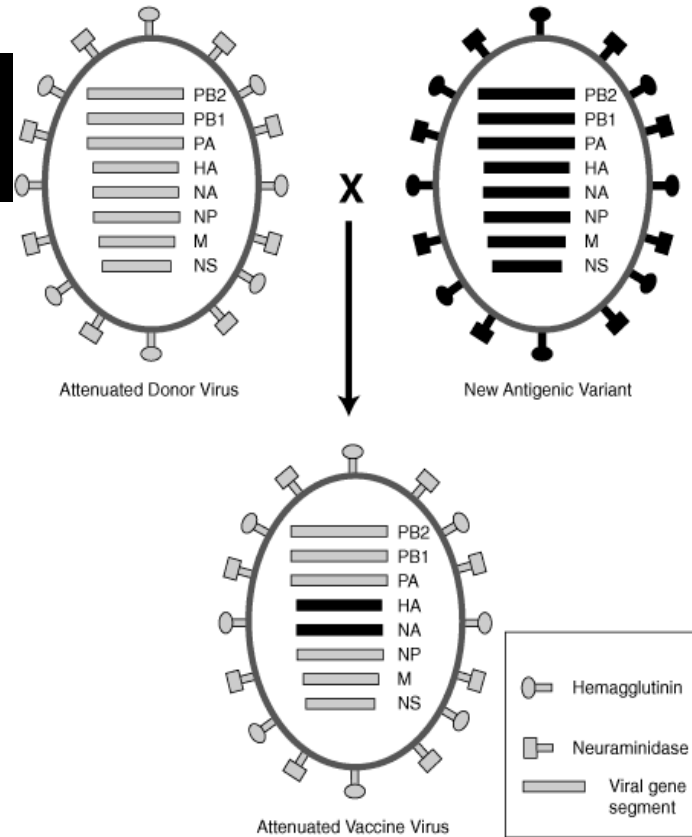 PB2
PB1
PA
HA
NA
NP
M
NS
Attenuated Donor Virus
X
PB2
PB1
PA
HA
NA
NP
M
NS
New Antigenic Variant
PB2
PB1
PA
HA
NA
NP
M
NS
Attenuated Vaccine Virus
Hemagglutinin
Neuraminidase
Viral gene
segment